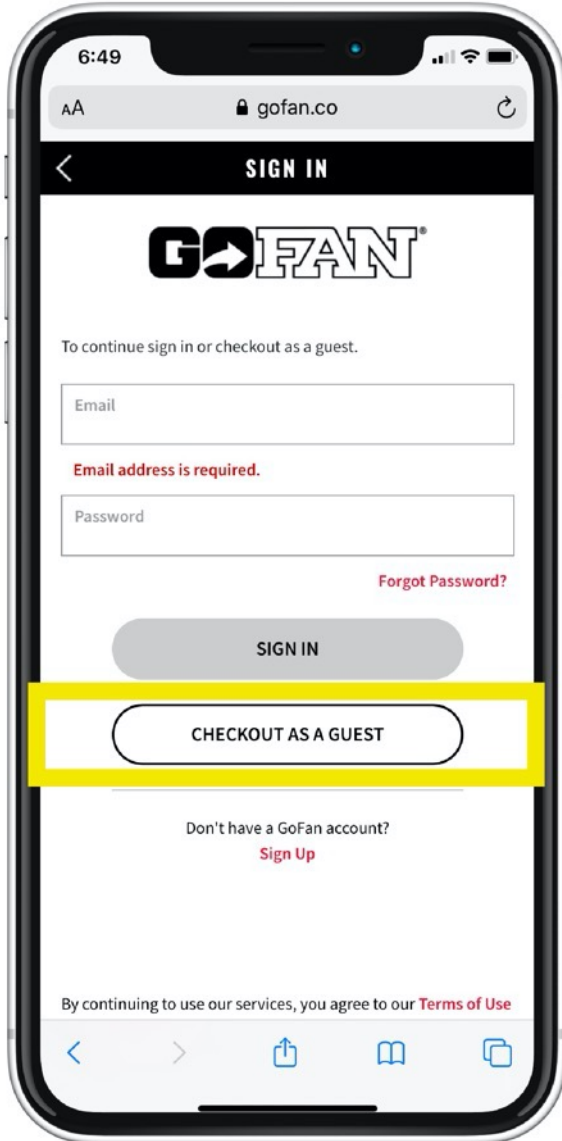 6:49
AA gofan.co
SIGN IN
GOFAN®
To continue sign in or checkout as a guest.
Email
Email address is required.
Password
Forgot Password?
SIGN IN
CHECKOUT AS A GUEST
Don't have a GoFan account?
Sign Up
By continuing to use our services, you agree to our Terms of Use